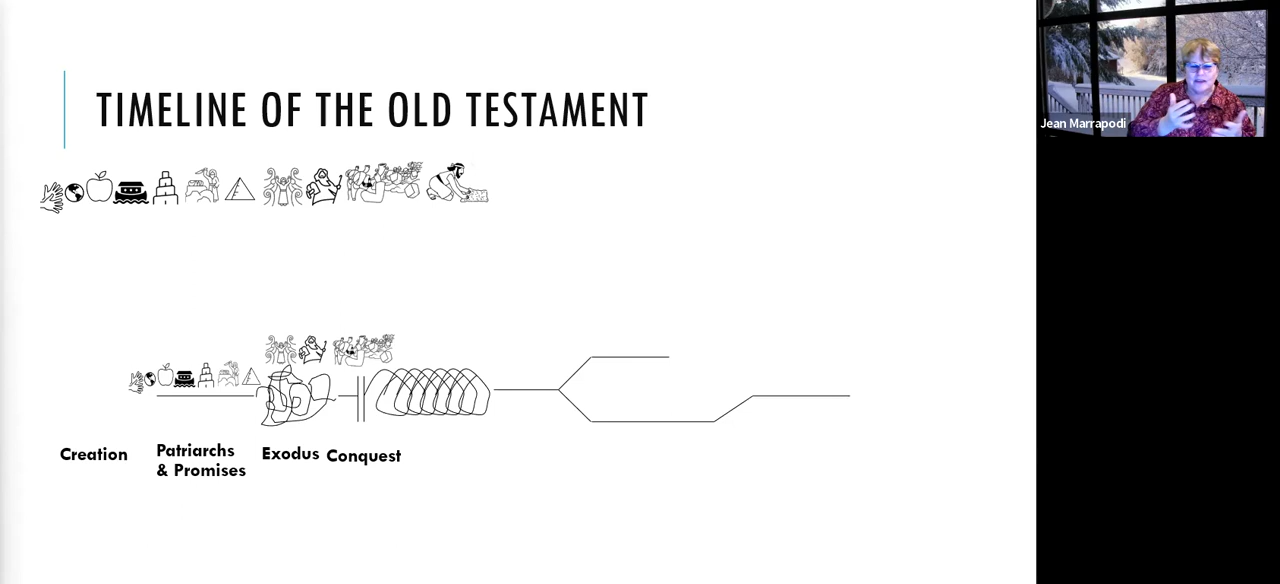 TIMELINE OF THE OLD TESTAMENT
Jean Marrapodi
Creation
Patriarchs
& Promises
Exodus
Conquest